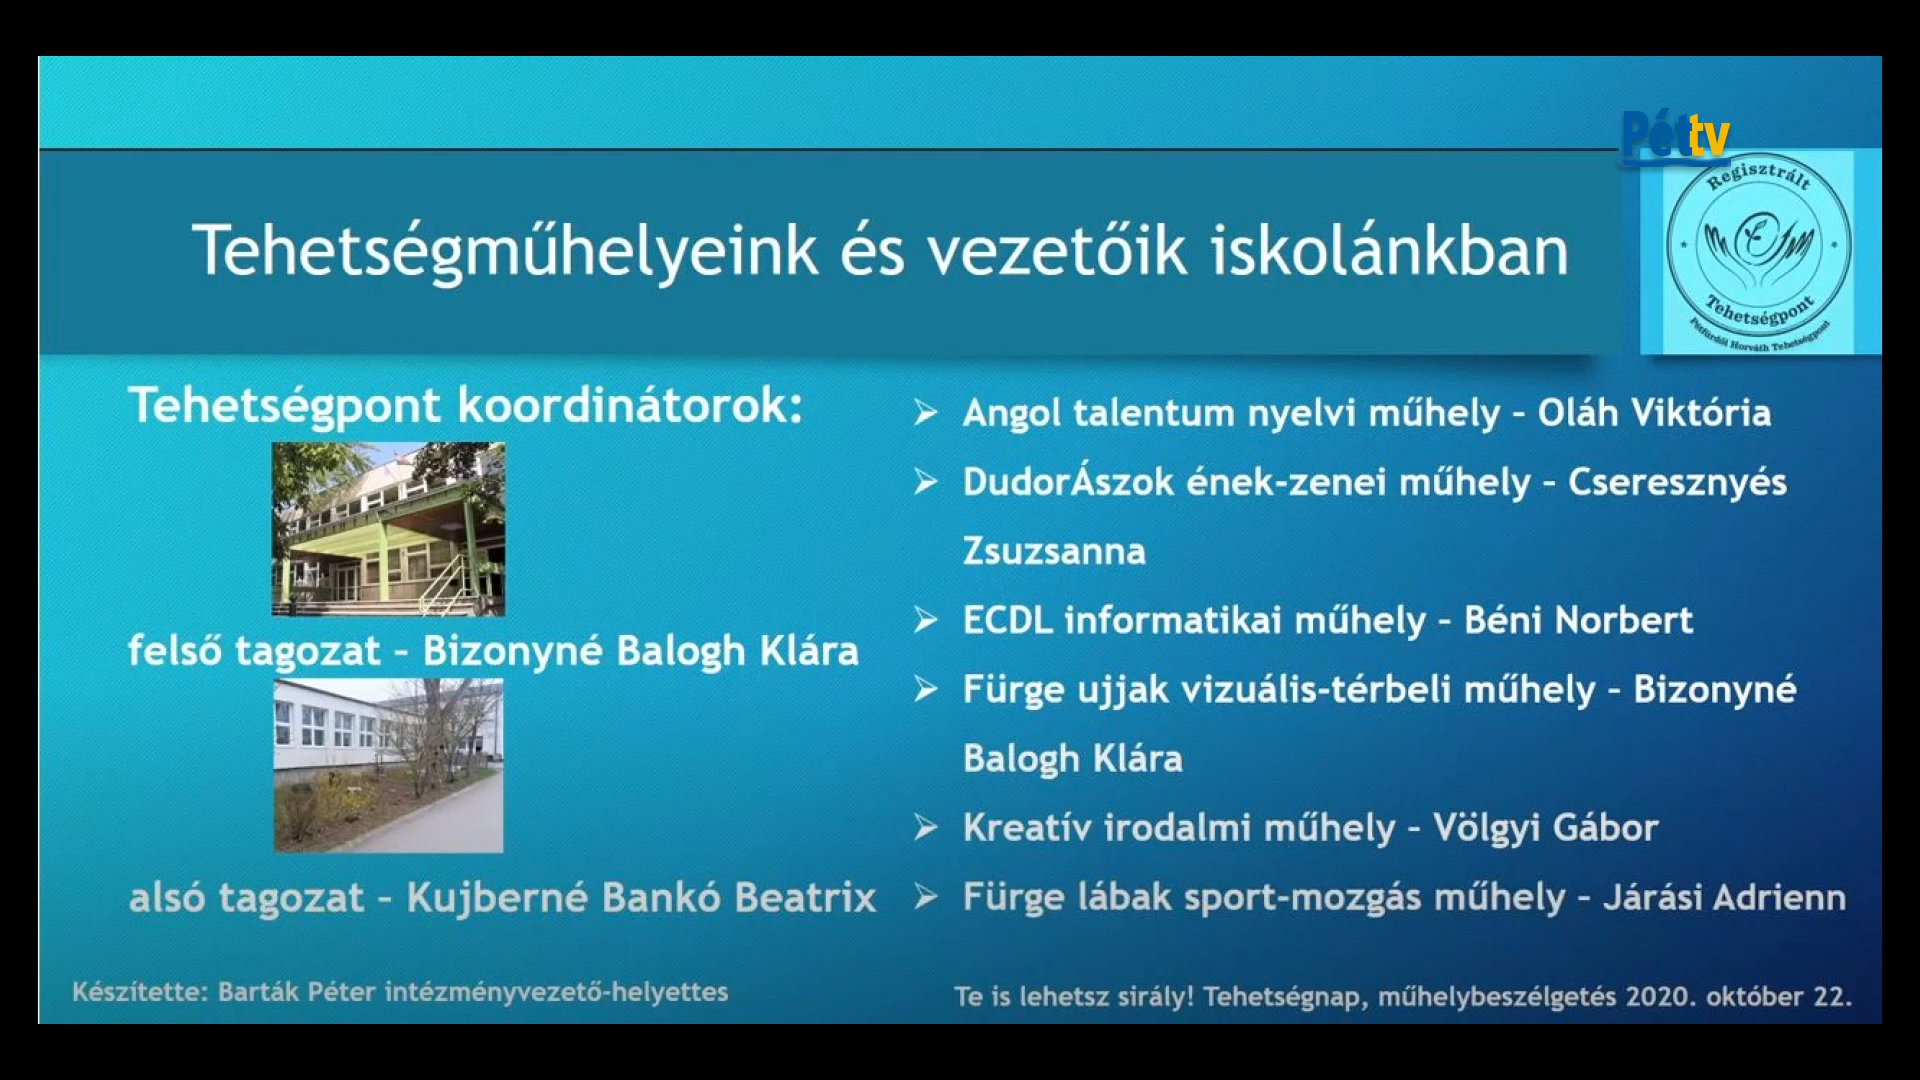 Péttv
Regisztrált
Tehetségpont
Pétfürdői Horváth Tehetségpont
Tehetségműhelyeink és vezetőik iskolánkban
Tehetségpont koordinátorok:
felső tagozat – Bizonyné Balogh Klára
alsó tagozat – Kujberné Bankó Beatrix
Angol talentum nyelvi műhely – Oláh Viktória
DudorÁszok ének-zenei műhely – Cseresznyés
Zsuzsanna
ECDL informatikai műhely – Béni Norbert
Fürge ujjak vizuális-térbeli műhely – Bizonyné
Balogh Klára
Kreatív irodalmi műhely – Völgyi Gábor
Fürge lábak sport-mozgás műhely – Járási Adrienn
Készítette: Barták Péter intézményvezető-helyettes
Te is lehetsz sirály! Tehetségnap, műhelybeszélgetés 2020. október 22.